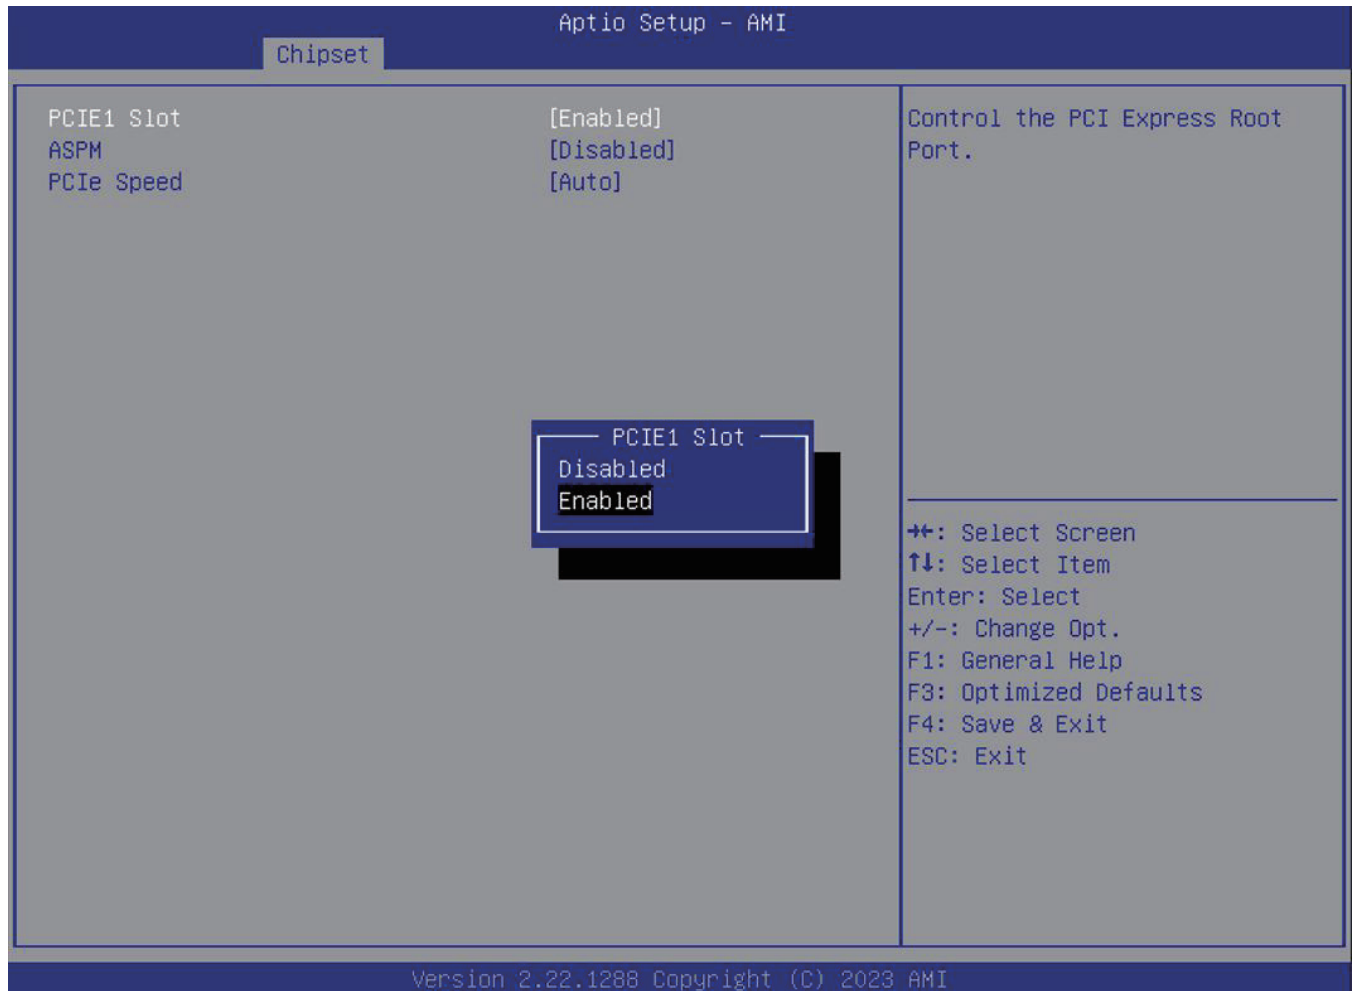 Aptio Setup – AMI
Chipset
PCIE1 Slot [Enabled]
ASPM [Disabled]
PCIe Speed [Auto]
Control the PCI Express Root
Port.
PCIE1 Slot
Disabled
Enabled
→←: Select Screen
↑↓: Select Item
Enter: Select
+/-: Change Opt.
F1: General Help
F3: Optimized Defaults
F4: Save & Exit
ESC: Exit
Version 2.22.1288 Copyright (C) 2023 AMI